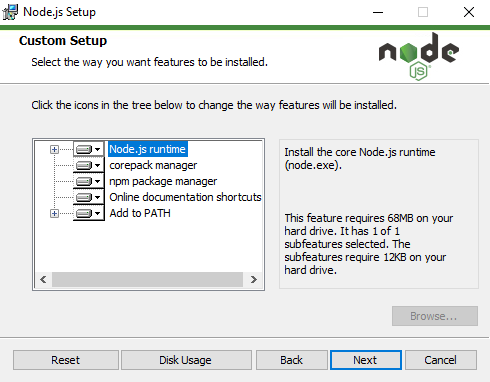 Node.js Setup
Custom Setup
Select the way you want features to be installed.
node
JS
Click the icons in the tree below to change the way features will be installed.
Node.js runtime
corepack manager
npm package manager
Online documentation shortcuts
Add to PATH
Install the core Node.js runtime
(node.exe).
This feature requires 68MB on your
hard drive. It has 1 of 1
subfeatures selected. The
subfeatures require 12KB on your
hard drive.
Browse...
Reset
Disk Usage
Back
Next
Cancel